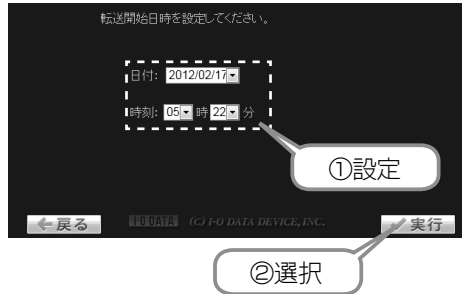 転送開始日時を設定してください。
日付: 2012/02/17
時刻: 05 時 22 分
①設定
戻る I-O DATA (C) I-O DATA DEVICE, INC. 実行
②選択